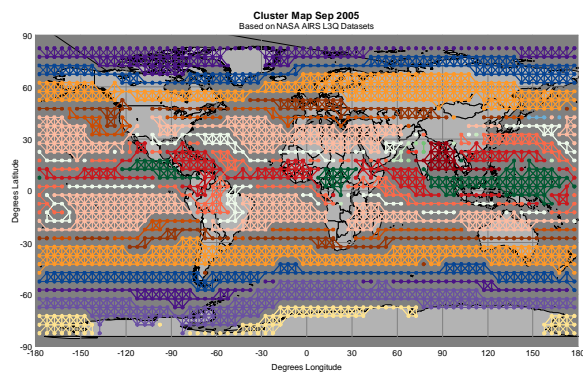 Cluster Map Sep 2005
Based on NASA AIRS L3Q Datasets
90
60
30
0
-30
-60
-90
Degrees Latitude
-180 -150 -120 -90 -60 -30 0 30 60 90 120 150 180
Degrees Longitude